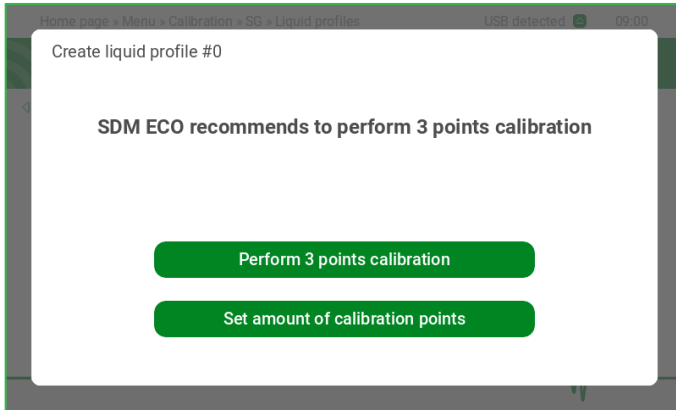 Home page » Menu » Calibration » SG » Liquid profiles USB detected 09:00
Create liquid profile #0
SDM ECO recommends to perform 3 points calibration
Perform 3 points calibration
Set amount of calibration points